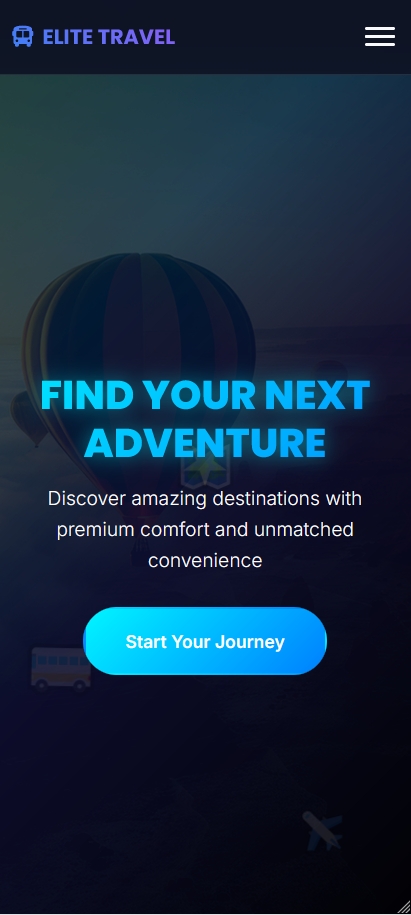 ELITE TRAVEL
FIND YOUR NEXT
ADVENTURE
Discover amazing destinations with
premium comfort and unmatched
convenience
Start Your Journey